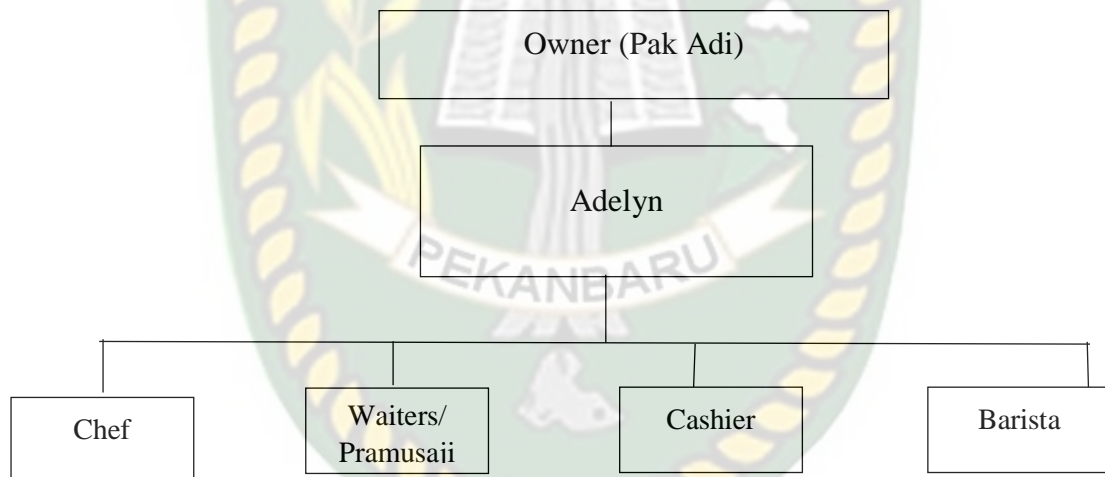 Owner (Pak Adi)
Adelyn
PEKANBARU
Chef
Waiters/
Pramusaji
Cashier
Barista